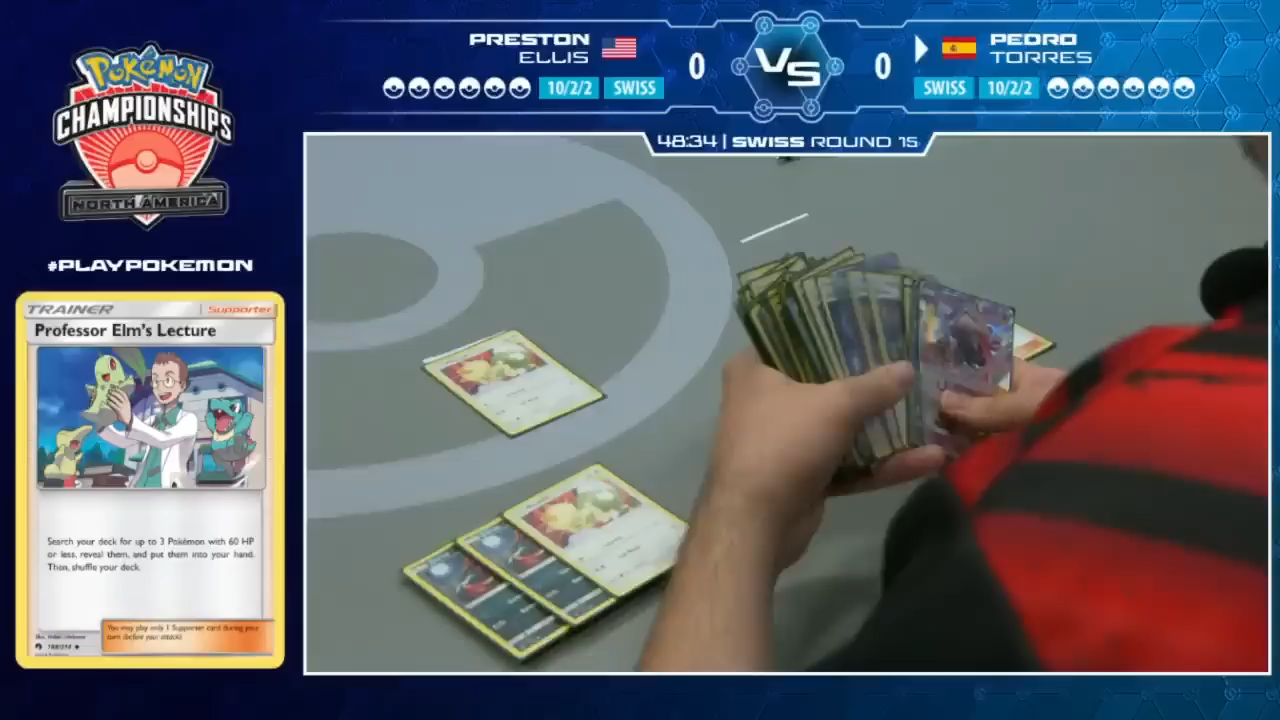 POKÉMON
CHAMPIONSHIPS
NORTH AMERICA
#PLAYPOKEMON
PRESTON
ELLIS
10/2/2
SWISS
0
VS
0
PEDRO
TORRES
SWISS
10/2/2
48:34 | SWISS ROUND 15
TRAINER
Supporter
Professor Elm's Lecture
Search your deck for up to 3 Pokémon with 60 HP
or less, reveal them, and put them into your hand.
Then, shuffle your deck.
You may play only 1 Supporter card during your
turn (before your attack).